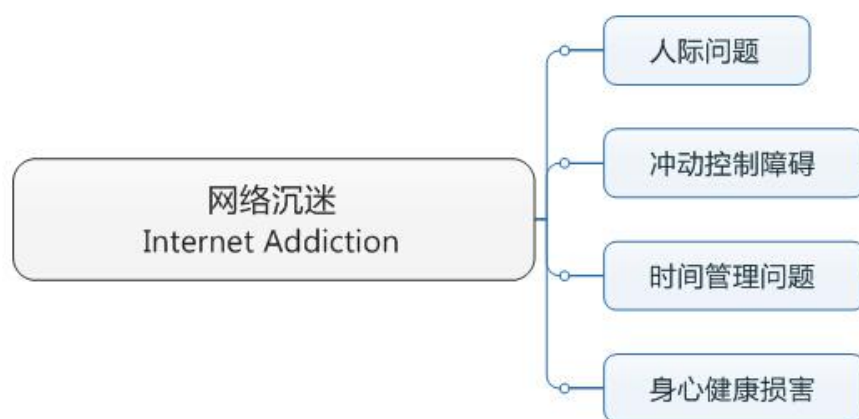 网络沉迷
Internet Addiction
人际问题
冲动控制障碍
时间管理问题
身心健康损害